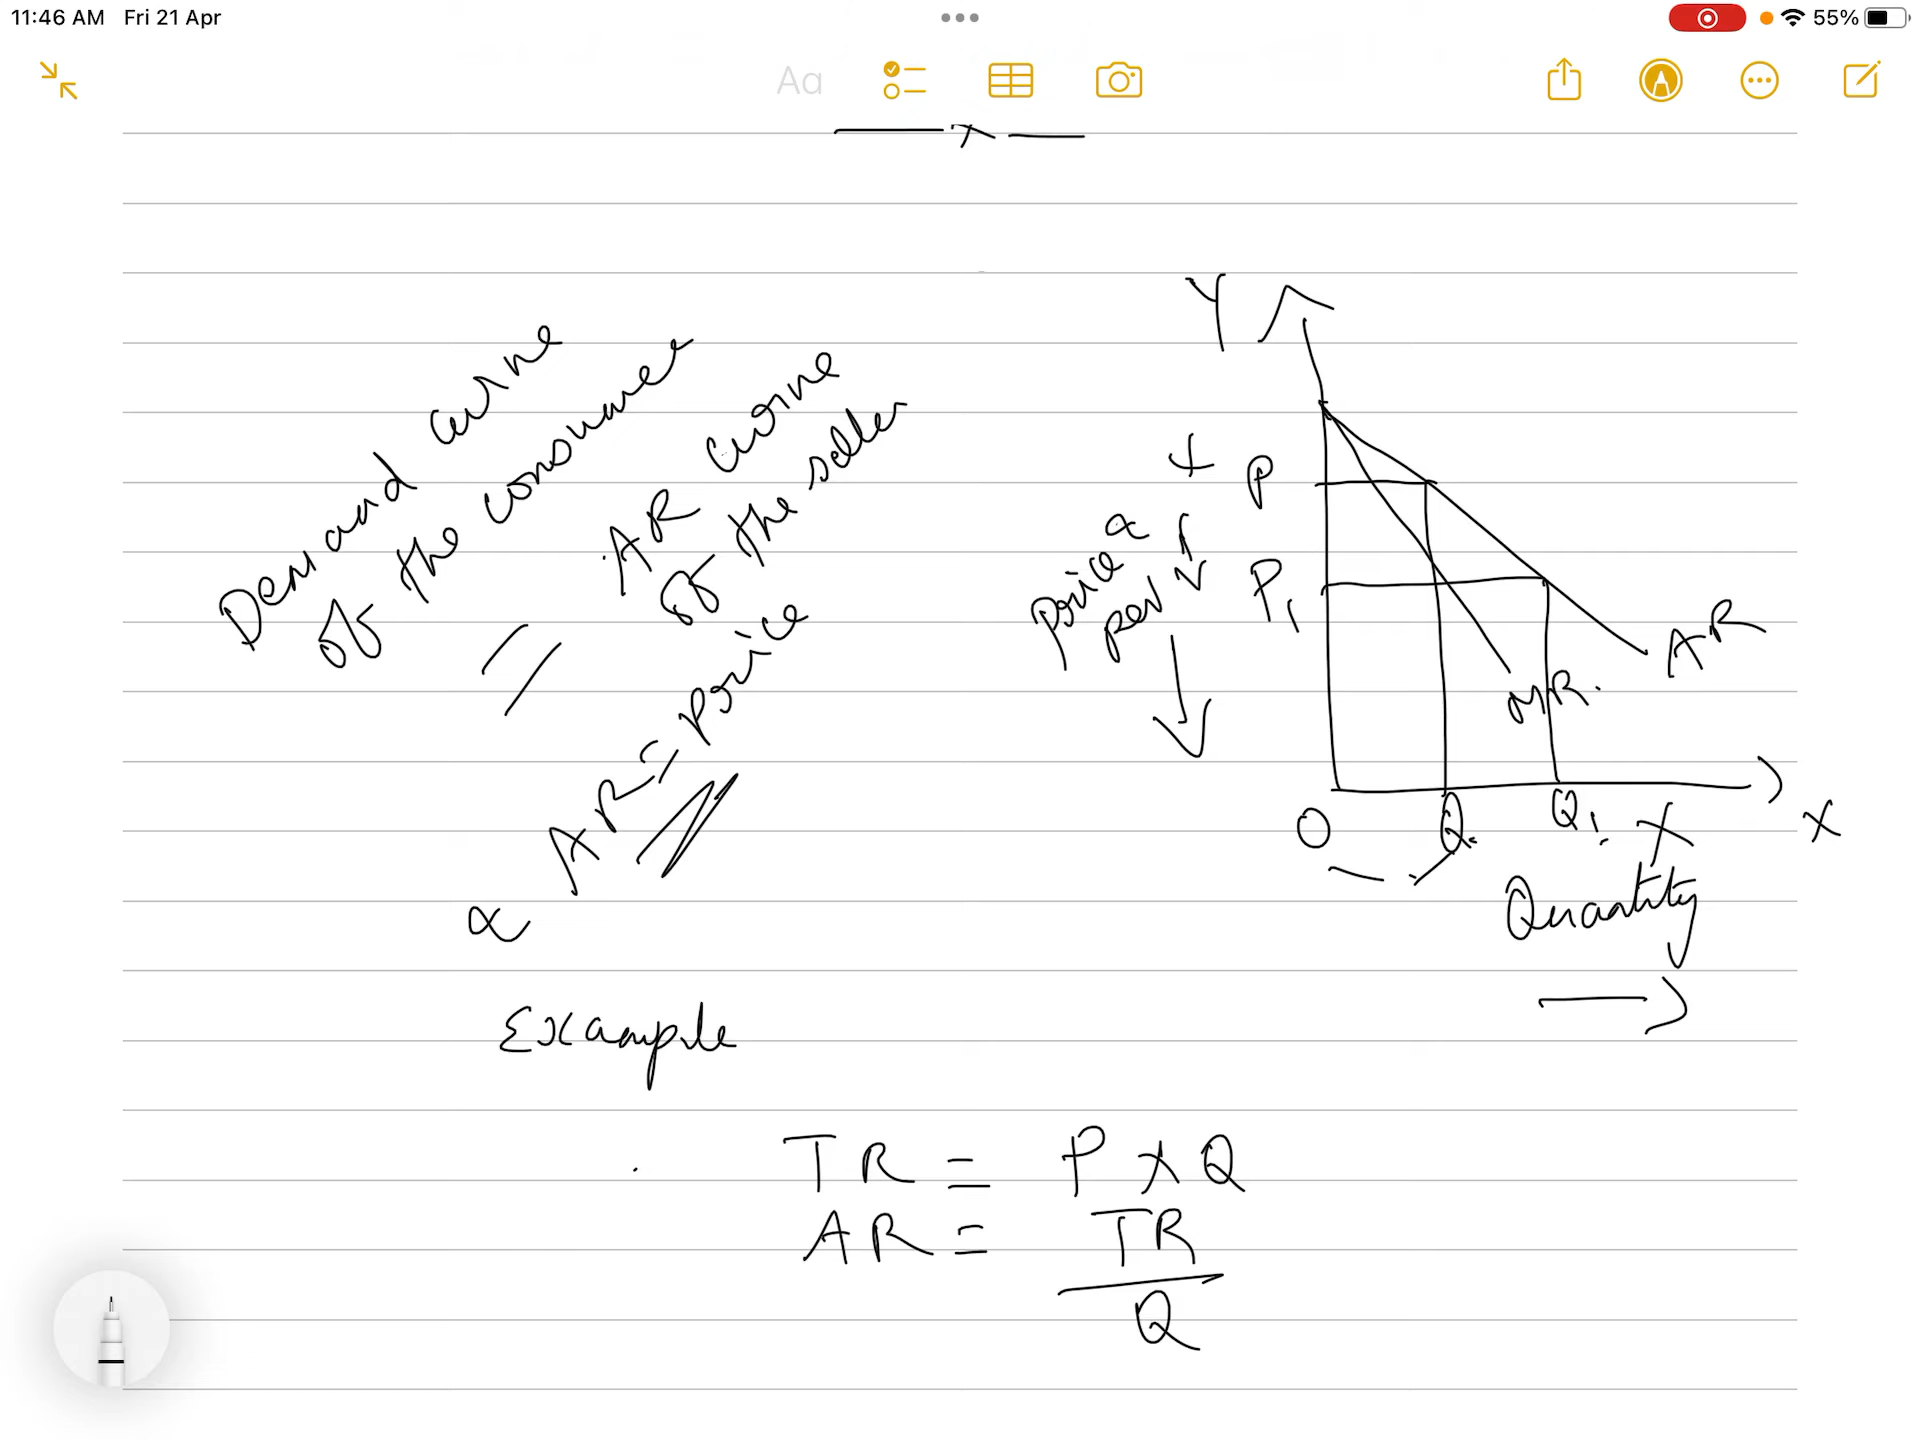 11:46 AM Fri 21 Apr
55%
Aa
Demand curve
of the consumer
=
AR curve
of the seller
∝ AR = price
Y
P
P1
Price &
Rev
AR
MR.
O
Q
Q1
X
X
Quantity
Example
TR = P × Q
AR = TR
Q